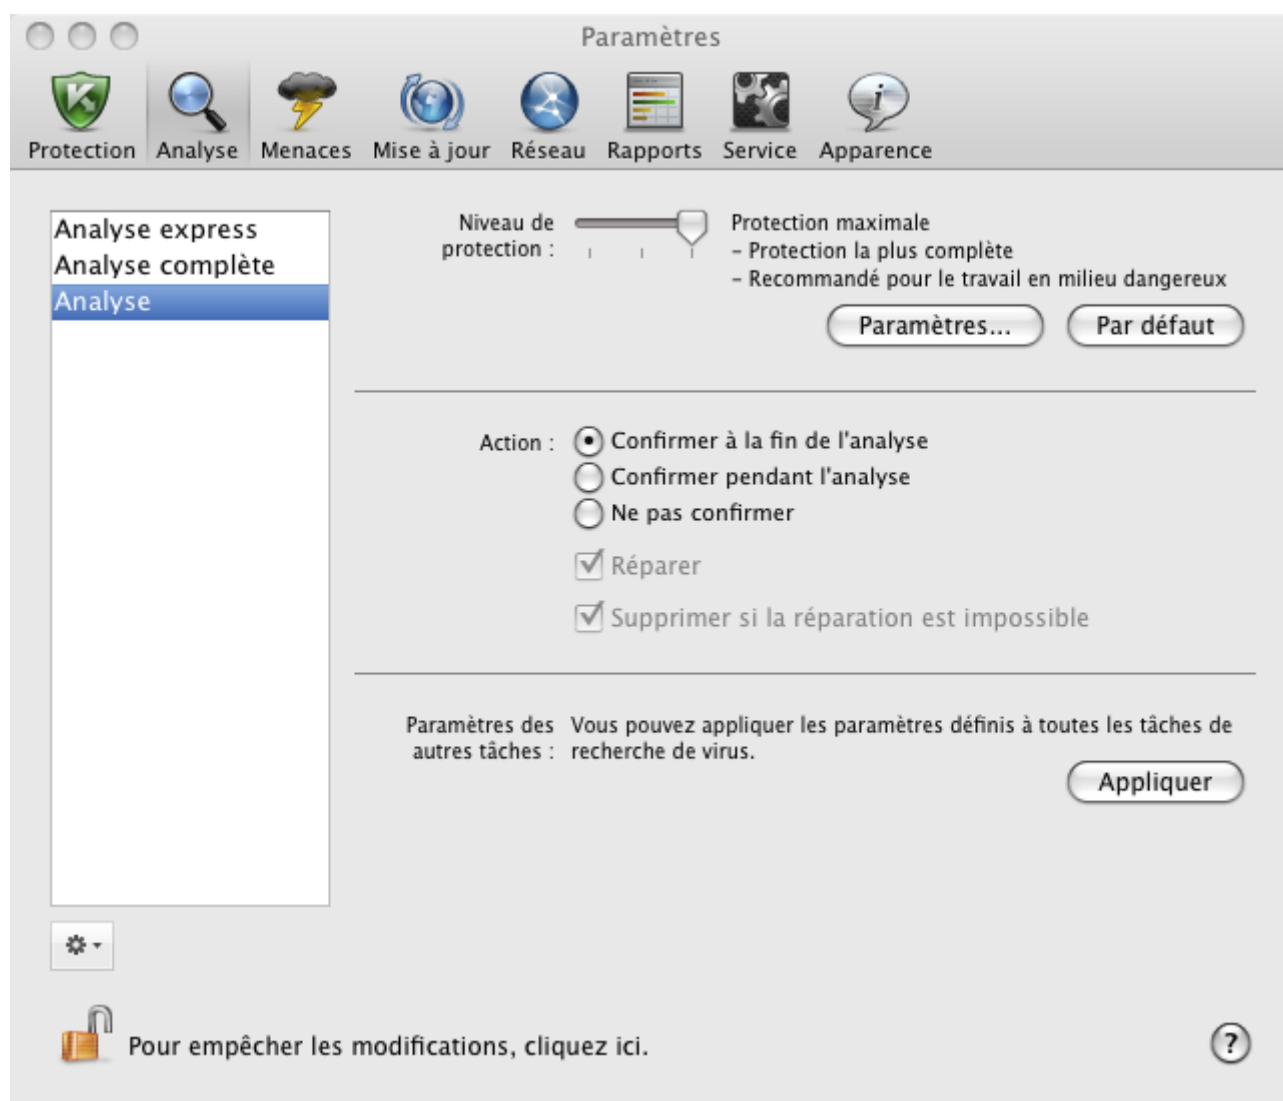 Paramètres
Protection Analyse Menaces Mise à jour Réseau Rapports Service Apparence
Analyse express
Analyse complète
Analyse
Niveau de protection :
Protection maximale
– Protection la plus complète
– Recommandé pour le travail en milieu dangereux
Paramètres... Par défaut
Action : Confirmer à la fin de l'analyse
Confirmer pendant l'analyse
Ne pas confirmer
Réparer
Supprimer si la réparation est impossible
Paramètres des autres tâches :
Vous pouvez appliquer les paramètres définis à toutes les tâches de
recherche de virus.
Appliquer
Pour empêcher les modifications, cliquez ici.
?